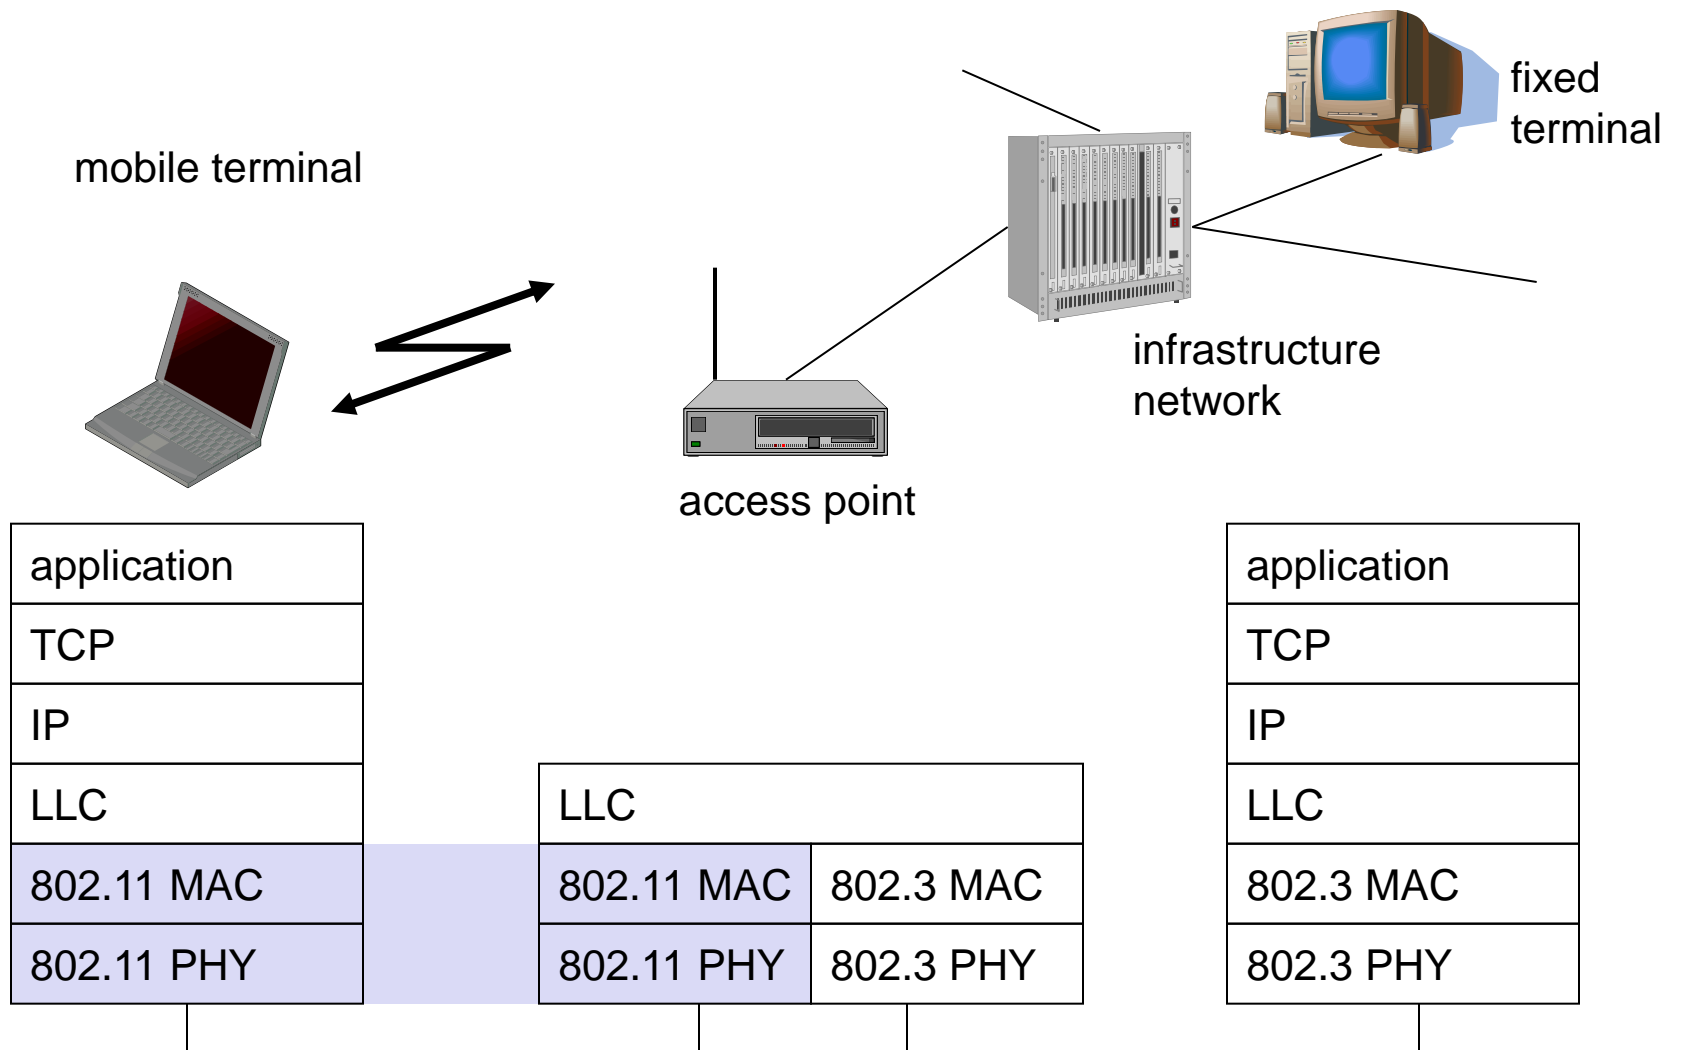 fixed
terminal
mobile terminal
infrastructure
network
access point
application
TCP
IP
LLC
802.11 MAC
802.11 PHY
LLC
802.11 MAC
802.3 MAC
802.11 PHY
802.3 PHY
application
TCP
IP
LLC
802.3 MAC
802.3 PHY